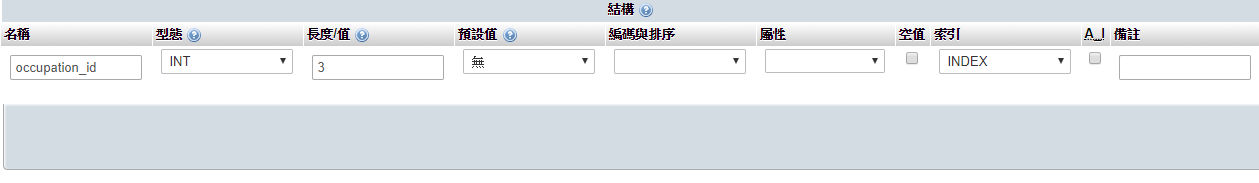 結構
名稱 型態 長度/值 預設值 編碼與排序 屬性 空值 索引 A_I 備註
occupation_id INT 3 無 INDEX